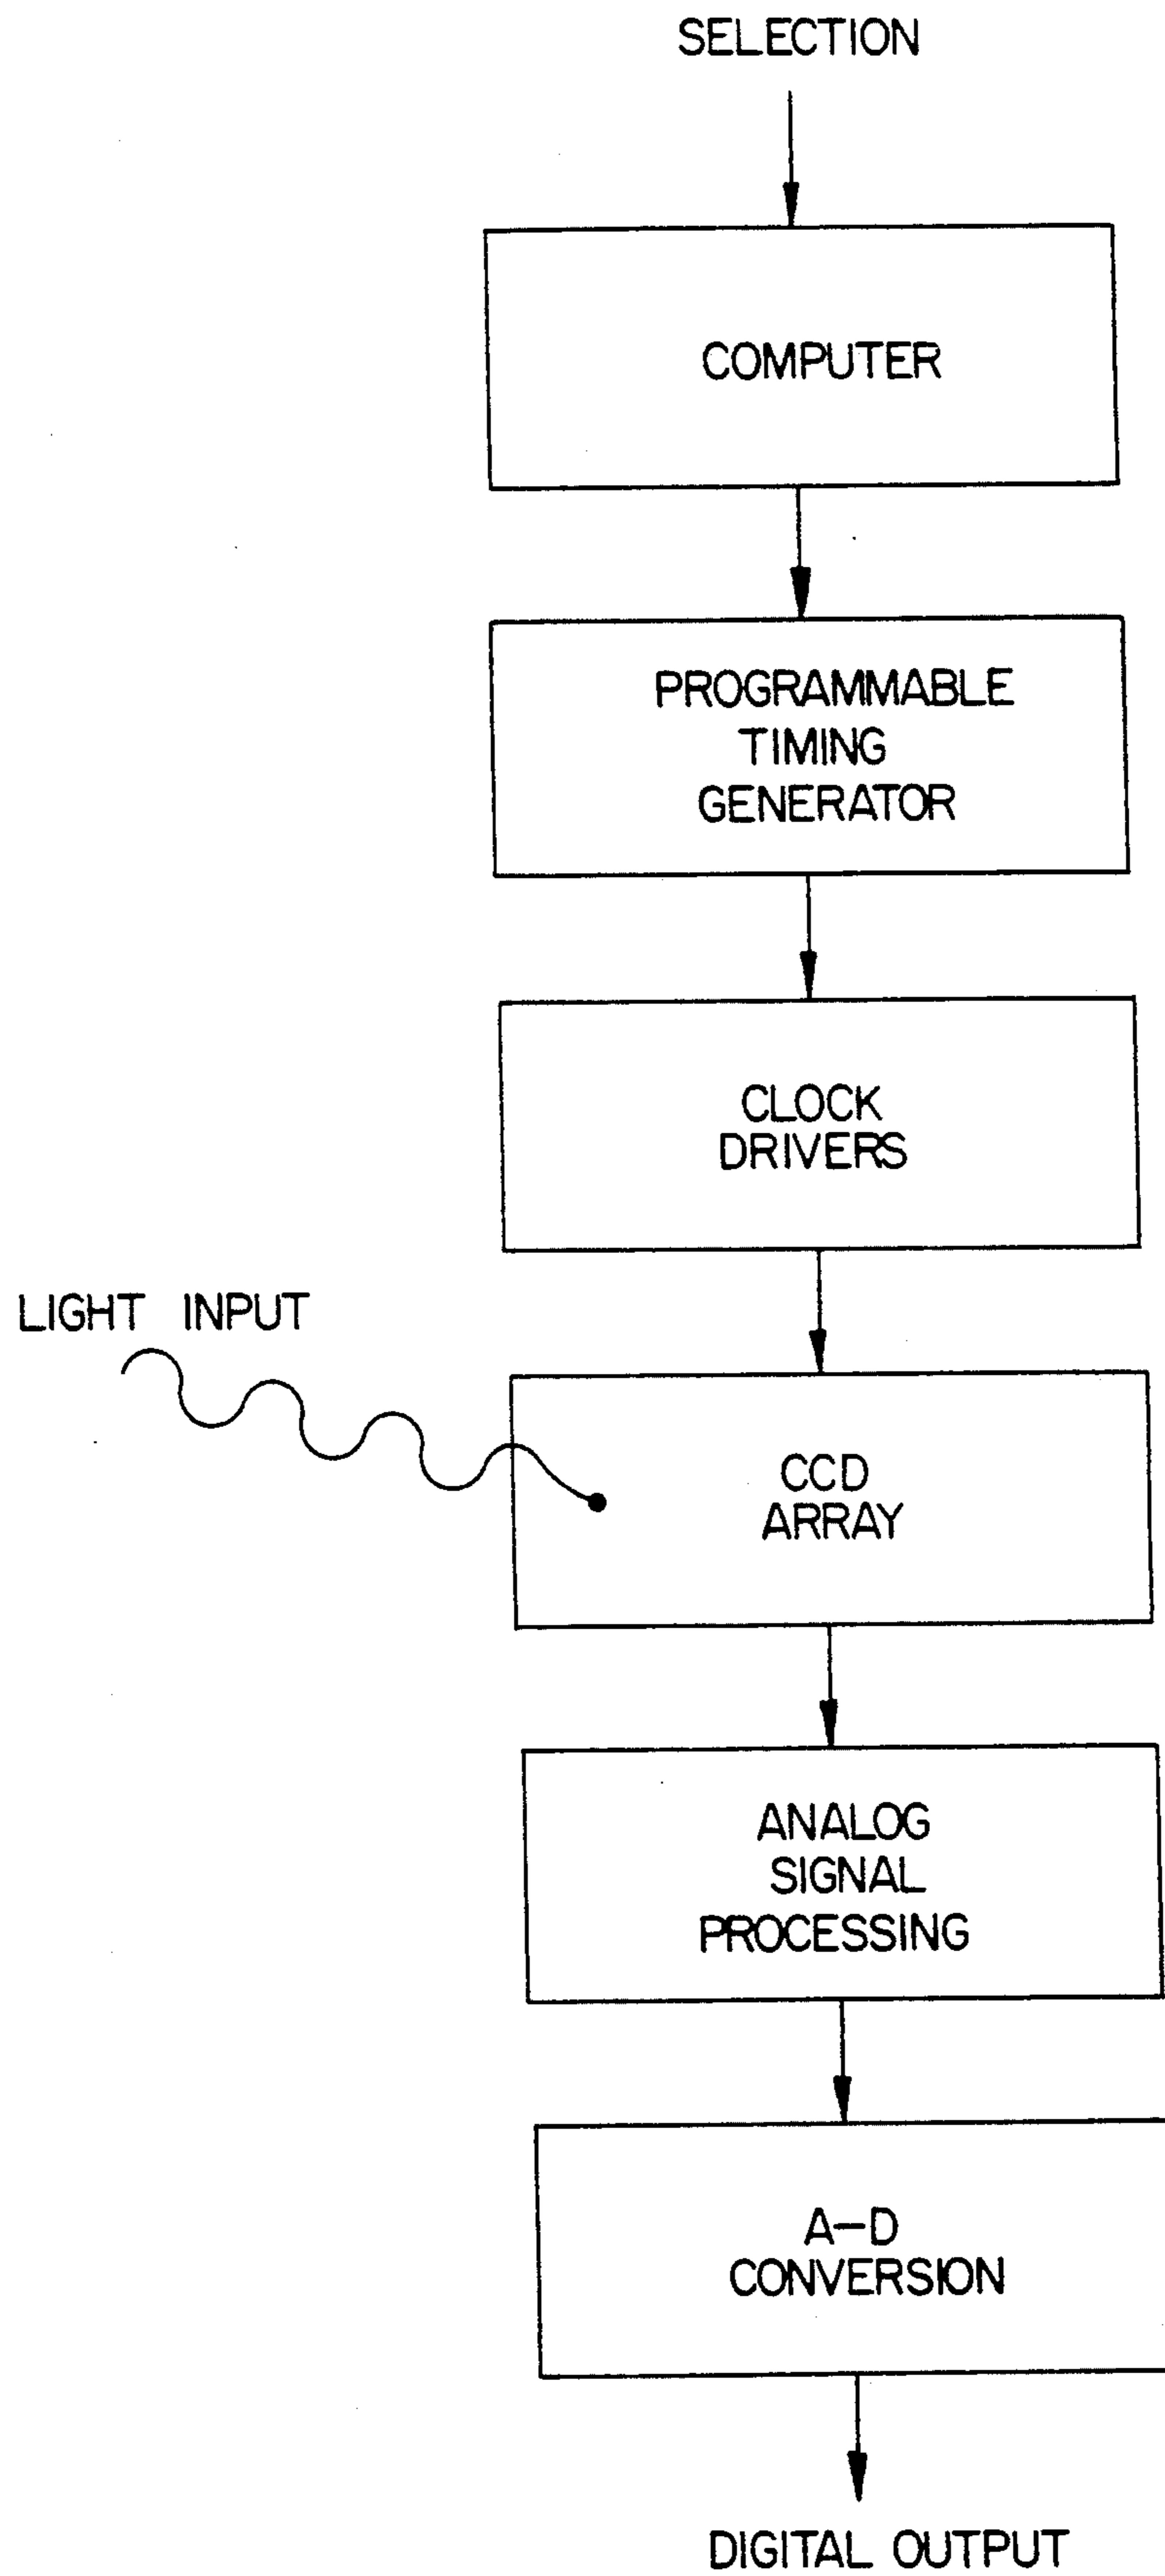 SELECTION
COMPUTER
PROGRAMMABLE
TIMING
GENERATOR
CLOCK
DRIVERS
LIGHT INPUT
CCD
ARRAY
ANALOG
SIGNAL
PROCESSING
A-D
CONVERSION
DIGITAL OUTPUT